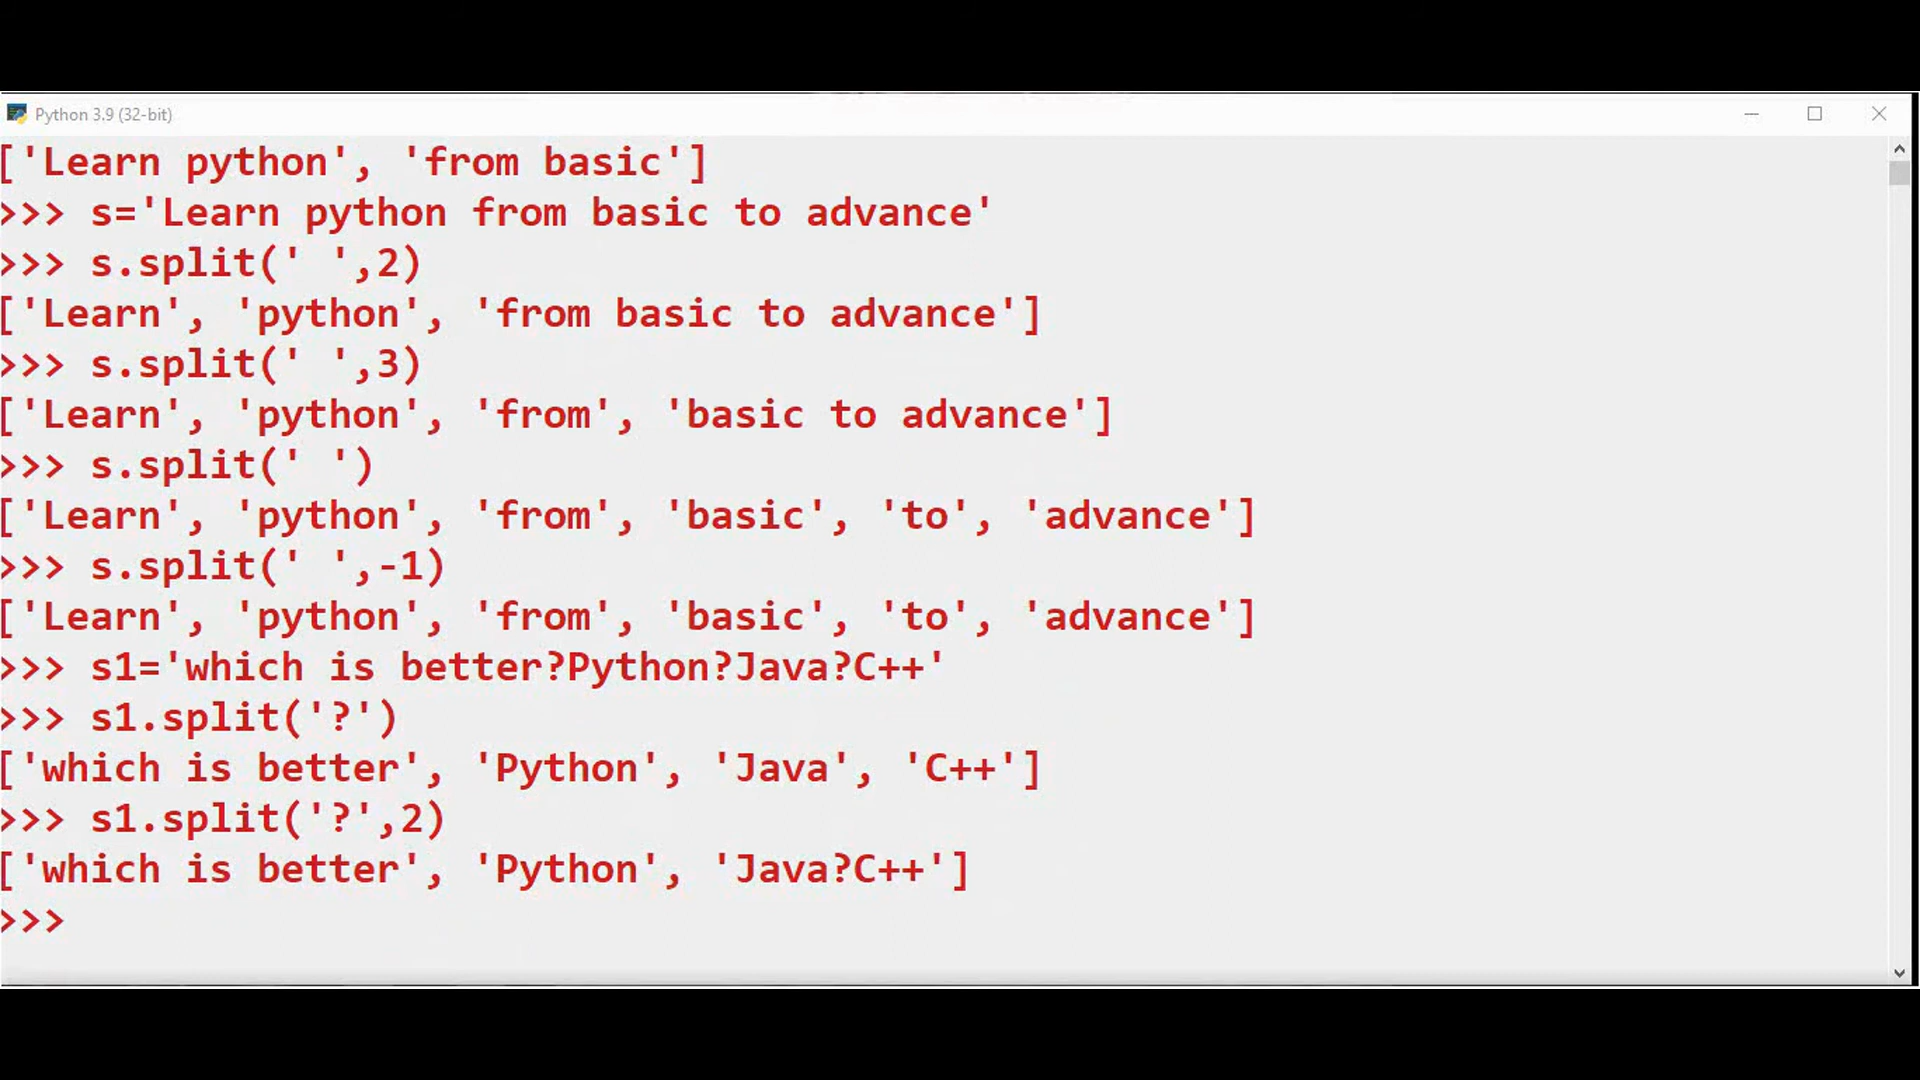 Python 3.9 (32-bit)
['Learn python', 'from basic']
>>> s='Learn python from basic to advance'
>>> s.split(' ',2)
['Learn', 'python', 'from basic to advance']
>>> s.split(' ',3)
['Learn', 'python', 'from', 'basic to advance']
>>> s.split(' ')
['Learn', 'python', 'from', 'basic', 'to', 'advance']
>>> s.split(' ',-1)
['Learn', 'python', 'from', 'basic', 'to', 'advance']
>>> s1='which is better?Python?Java?C++'
>>> s1.split('?')
['which is better', 'Python', 'Java', 'C++']
>>> s1.split('?',2)
['which is better', 'Python', 'Java?C++']
>>>